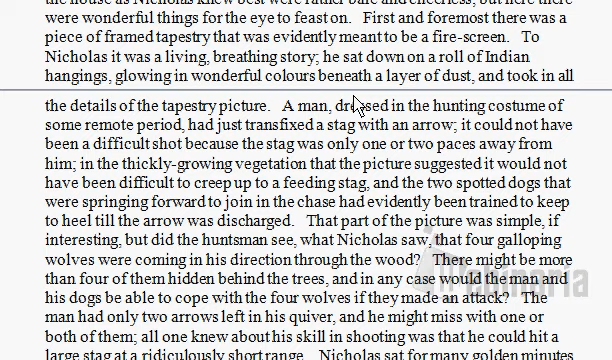 the house as Nicholas knew best were rather bare and cheerless, but here there
were wonderful things for the eye to feast on.   First and foremost there was a
piece of framed tapestry that was evidently meant to be a fire-screen.   To
Nicholas it was a living, breathing story; he sat down on a roll of Indian
hangings, glowing in wonderful colours beneath a layer of dust, and took in all
the details of the tapestry picture.   A man, dressed in the hunting costume of
some remote period, had just transfixed a stag with an arrow; it could not have
been a difficult shot because the stag was only one or two paces away from
him; in the thickly-growing vegetation that the picture suggested it would not
have been difficult to creep up to a feeding stag, and the two spotted dogs that
were springing forward to join in the chase had evidently been trained to keep
to heel till the arrow was discharged.   That part of the picture was simple, if
interesting, but did the huntsman see, what Nicholas saw, that four galloping
wolves were coming in his direction through the wood?   There might be more
than four of them hidden behind the trees, and in any case would the man and
his dogs be able to cope with the four wolves if they made an attack?   The
man had only two arrows left in his quiver, and he might miss with one or
both of them; all one knew about his skill in shooting was that he could hit a
large stag at a ridiculously short range.   Nicholas sat for many golden minutes